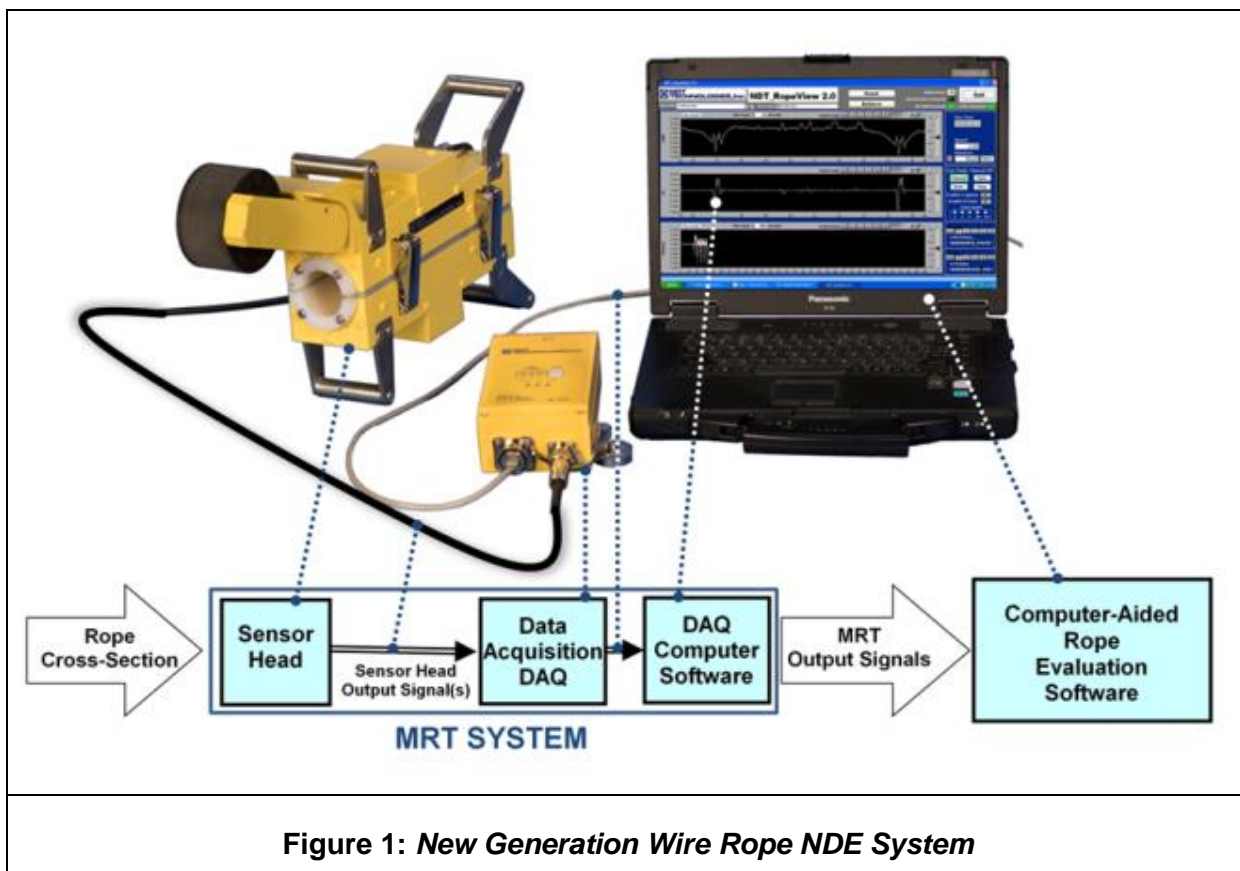 NDT_RopeView 2.0
Panasonic
Rope
Cross-Section
Sensor
Head
Sensor Head
Output Signal(s)
Data
Acquisition
DAQ
DAQ
Computer
Software
MRT
Output Signals
Computer-Aided
Rope
Evaluation
Software
MRT SYSTEM
Figure 1: New Generation Wire Rope NDE System